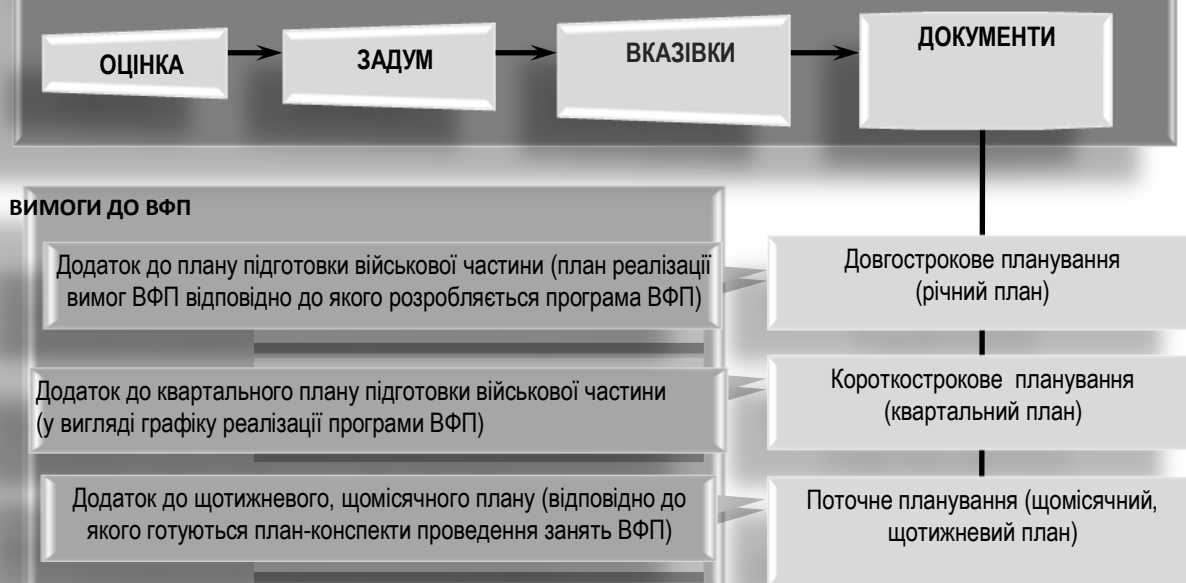 ОЦІНКА
ЗАДУМ
ВКАЗІВКИ
ДОКУМЕНТИ
ВИМОГИ ДО ВФП
Додаток до плану підготовки військової частини (план реалізації
вимог ВФП відповідно до якого розробляється програма ВФП)
Довгострокове планування
(річний план)
Додаток до квартального плану підготовки військової частини
(у вигляді графіку реалізації програми ВФП)
Короткострокове планування
(квартальний план)
Додаток до щотижневого, щомісячного плану (відповідно до
якого готуються план-конспекти проведення занять ВФП)
Поточне планування (щомісячний,
щотижневий план)